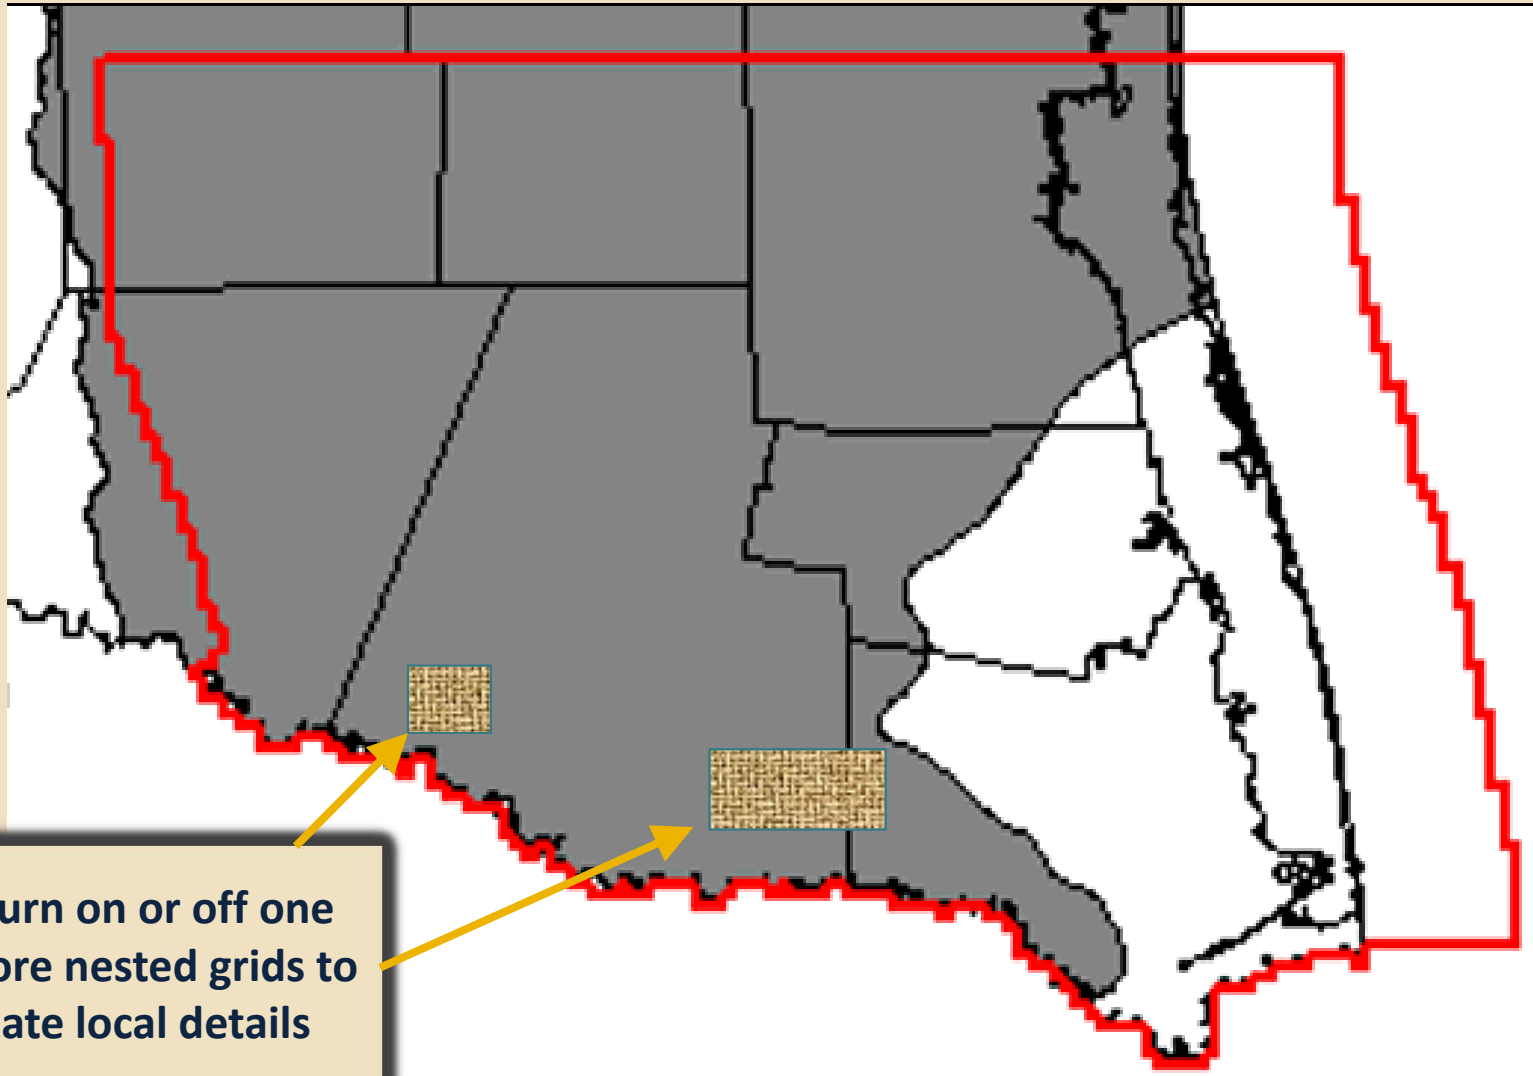 urn on or off one
ore nested grids to
ate local details